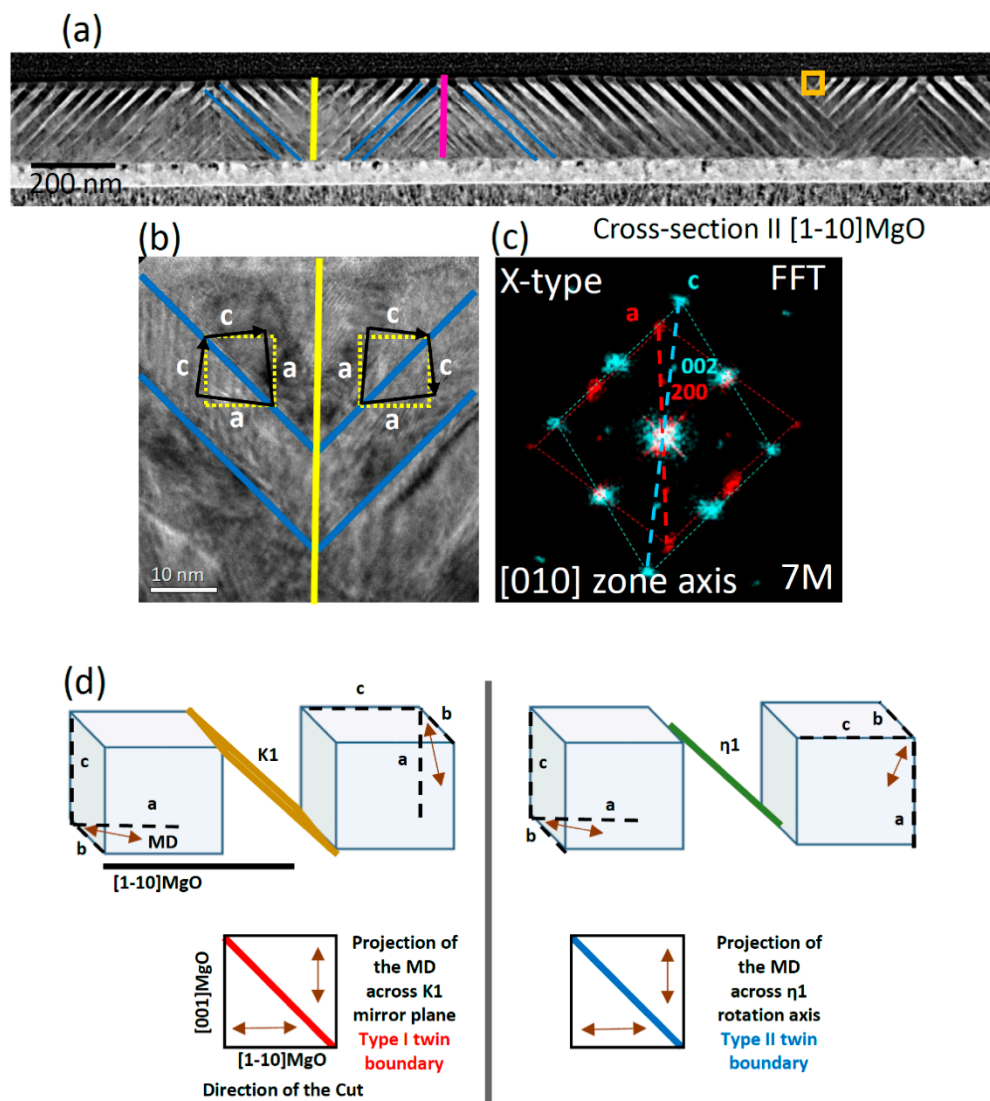 (a)
200 nm
Cross-section II [1-10]MgO
(b)
c
c
c
a
a
c
a
a
10 nm
(c)
X-type
FFT
c
a
002
200
[010] zone axis
7M
(d)
c
a
b
MD
[1-10]MgO
K1
c
b
a
c
a
b
η1
c
b
a
[001]MgO
[1-10]MgO
Direction of the Cut
Projection of
the MD
across K1
mirror plane
Type I twin
boundary
Projection of
the MD
across η1
rotation axis
Type II twin
boundary